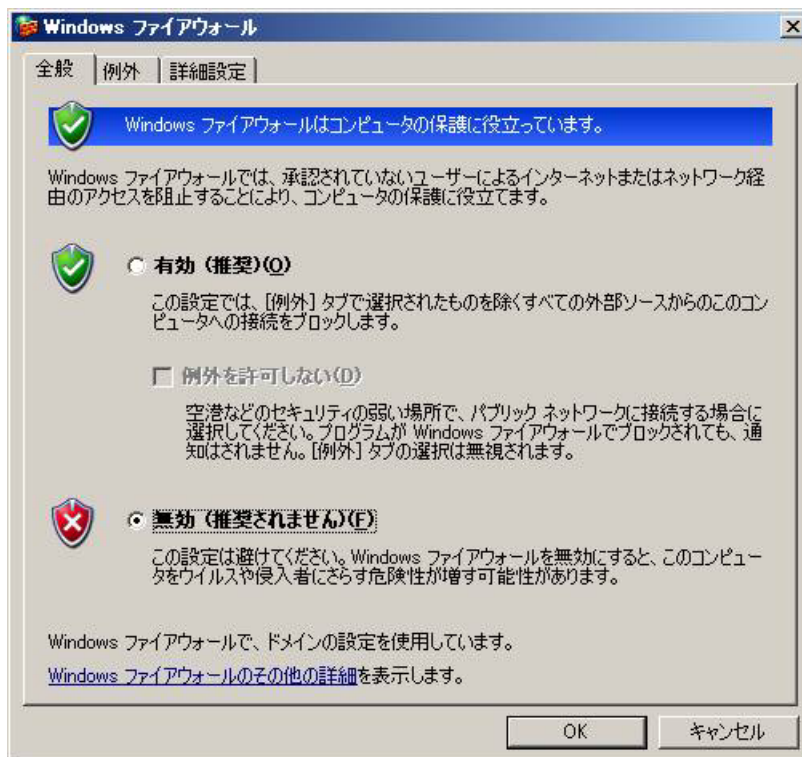 Windows ファイアウォール
全般
例外
詳細設定
Windows ファイアウォールはコンピュータの保護に役立っています。
Windows ファイアウォールでは、承認されていないユーザーによるインターネットまたはネットワーク経
由のアクセスを阻止することにより、コンピュータの保護に役立てます。
有効 (推奨)(O)
この設定では、[例外] タブで選択されたものを除くすべての外部ソースからのこのコン
ピュータへの接続をブロックします。
例外を許可しない(D)
空港などのセキュリティの弱い場所で、パブリック ネットワークに接続する場合に
選択してください。プログラムが Windows ファイアウォールでブロックされても、通
知はされません。[例外] タブの選択は無視されます。
無効 (推奨されません)(F)
この設定は避けてください。Windows ファイアウォールを無効にすると、このコンピュー
タをウイルスや侵入者にさらす危険性が増す可能性があります。
Windows ファイアウォールで、ドメインの設定を使用しています。
Windows ファイアウォールのその他の詳細を表示します。
OK
キャンセル